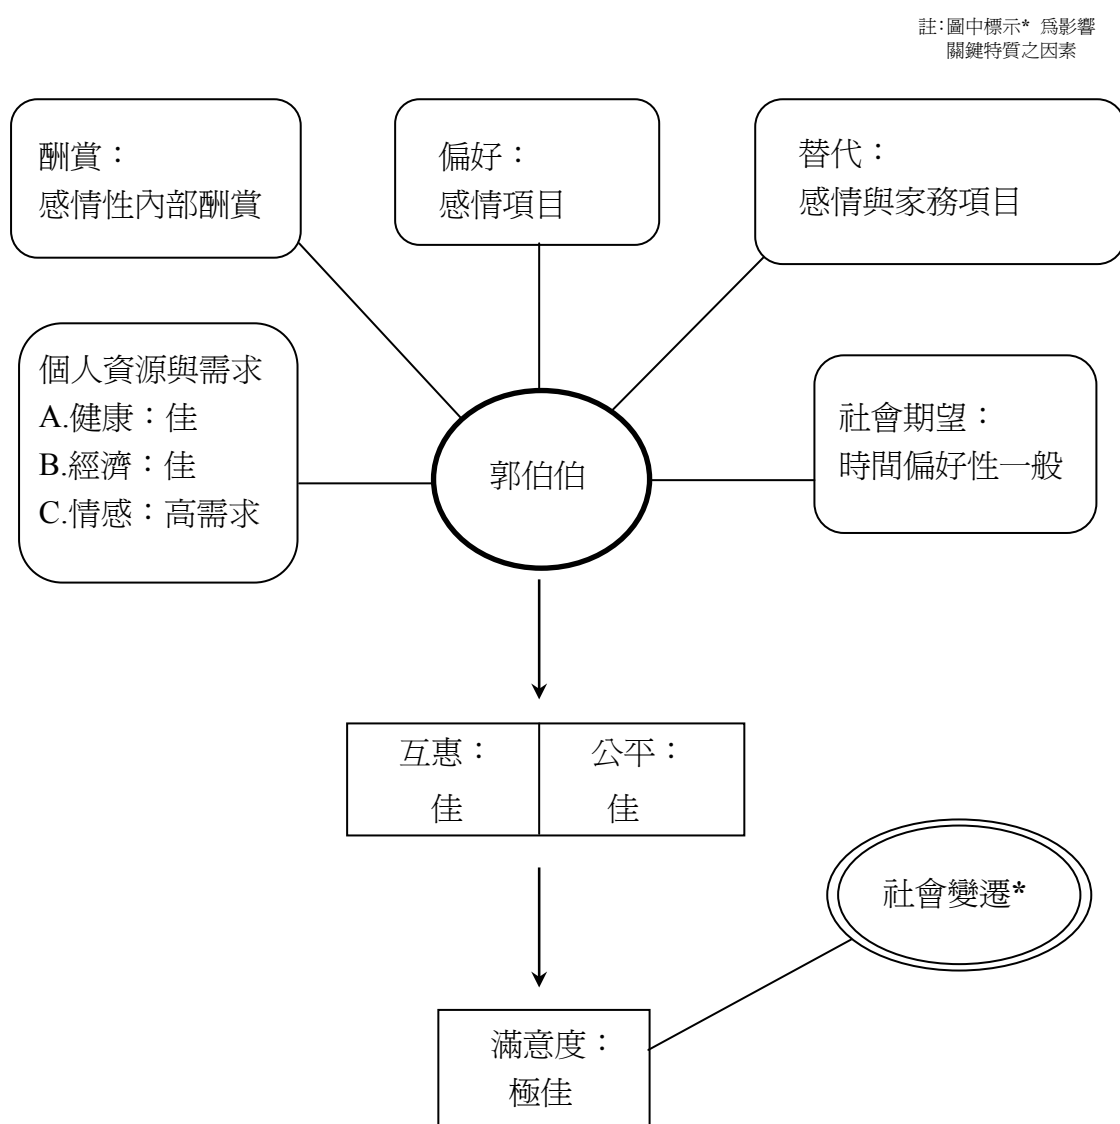 註:圖中標示* 為影響
關鍵特質之因素
酬賞：
感情性內部酬賞
偏好：
感情項目
替代：
感情與家務項目
個人資源與需求
A.健康：佳
B.經濟：佳
C.情感：高需求
郭伯伯
社會期望：
時間偏好性一般
互惠：
佳
公平：
佳
社會變遷*
滿意度：
極佳